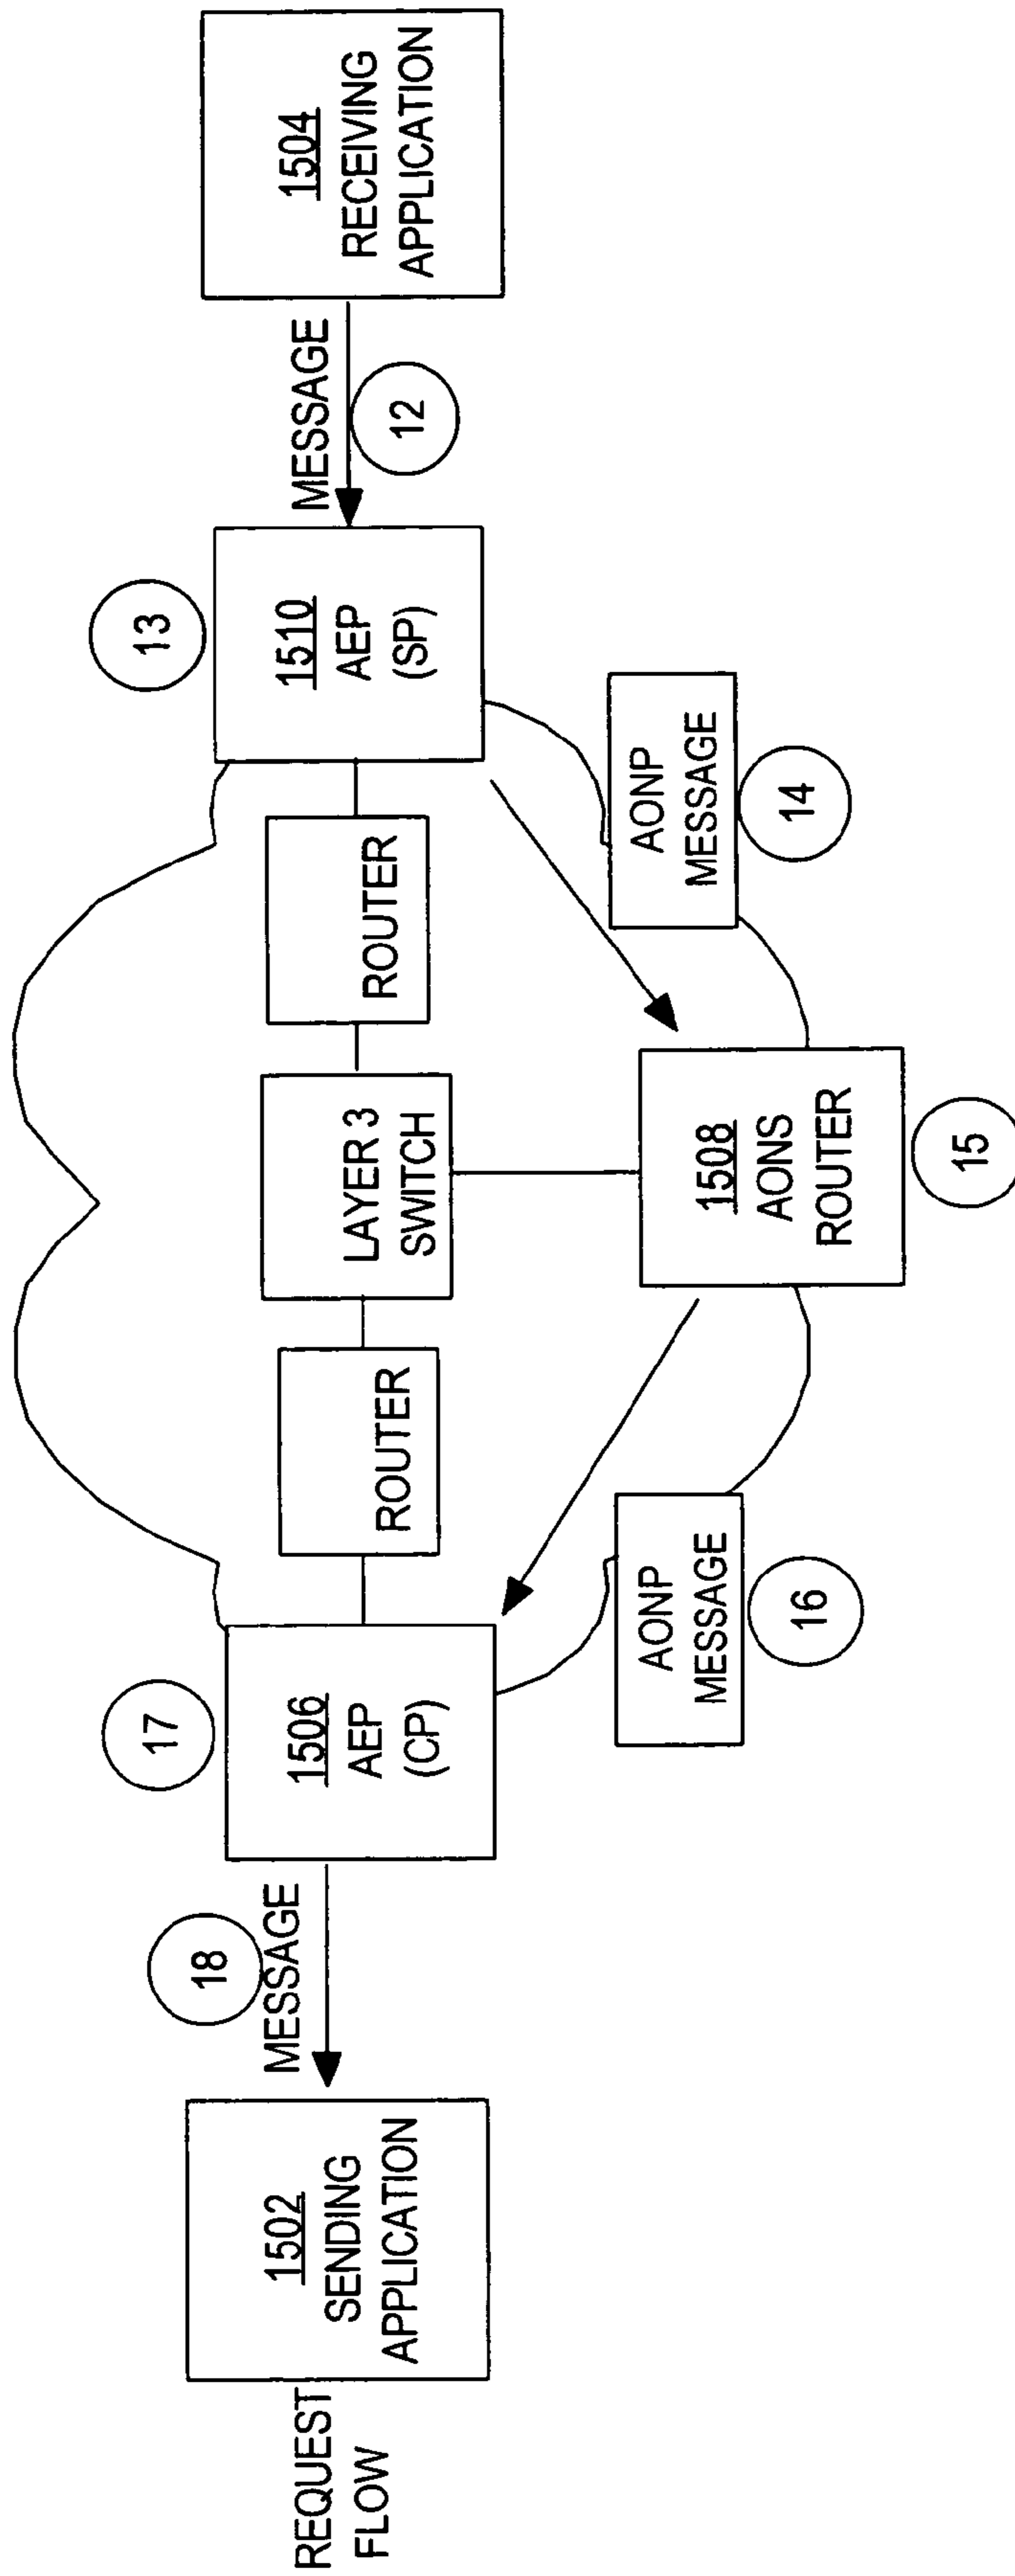 REQUEST
FLOW
1502
SENDING
APPLICATION
18
MESSAGE
17
1506
AEP
(CP)
AONP
MESSAGE
16
ROUTER
LAYER 3
SWITCH
1508
AONS
ROUTER
15
ROUTER
AONP
MESSAGE
14
13
1510
AEP
(SP)
MESSAGE
12
1504
RECEIVING
APPLICATION